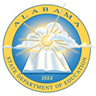 ALABAMA
1854
STATE DEPARTMENT OF EDUCATION